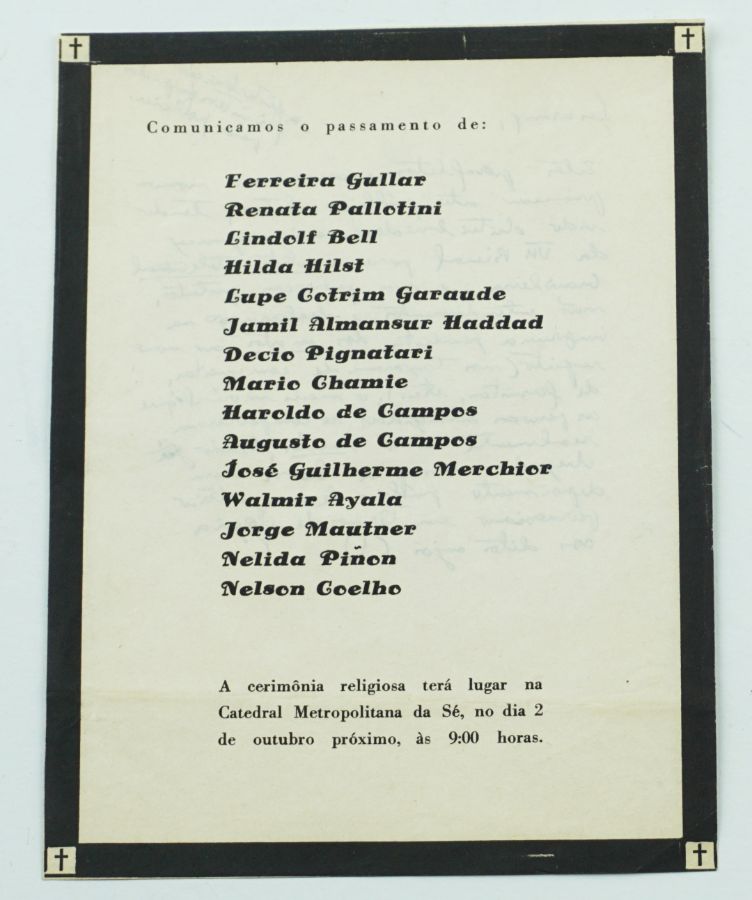 Comunicamos o passamento de:
Ferreira Gullar
Renata Pallotini
Lindolf Bell
Hilda Hilst
Lupe Cotrim Garaude
Jamil Almansur Haddad
Decio Pignatari
Mario Chamie
Haroldo de Campos
Augusto de Campos
José Guilherme Merchior
Walmir Ayala
Jorge Mautner
Nelida Piñon
Nelson Coelho
A cerimônia religiosa terá lugar na
Catedral Metropolitana da Sé, no dia 2
de outubro próximo, às 9:00 horas.